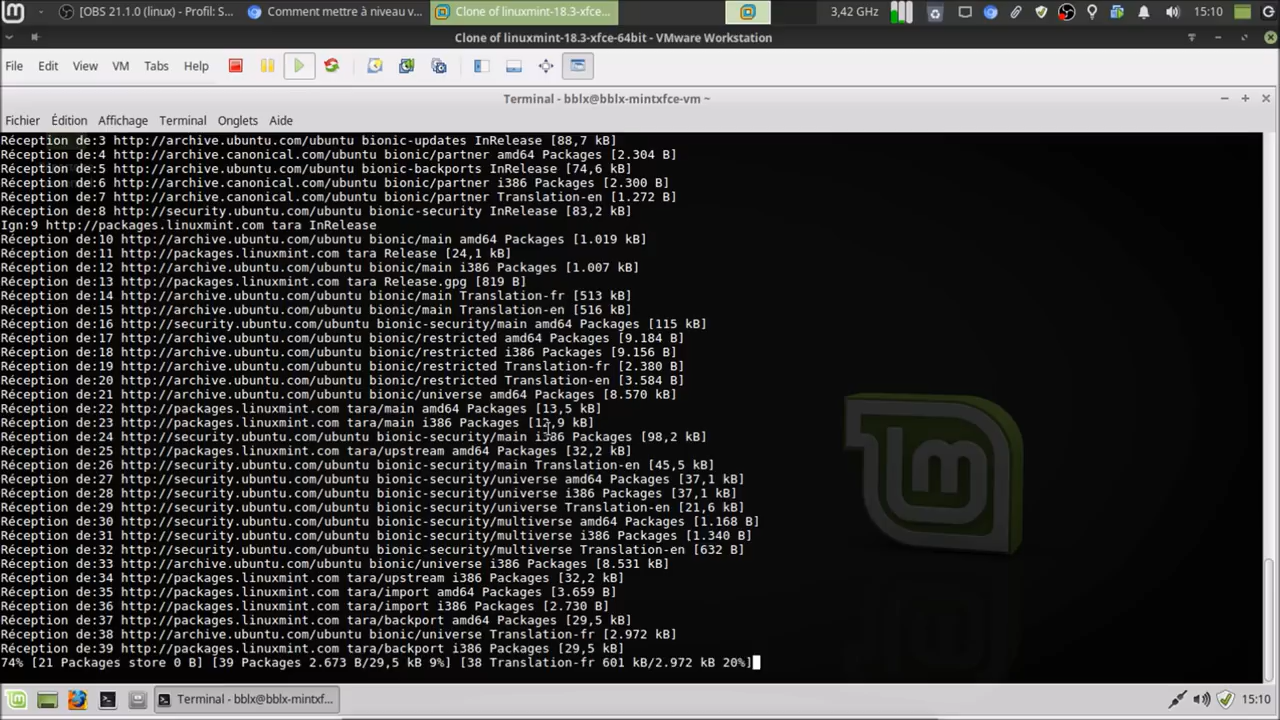 [OBS 21.1.0 (linux) - Profil: S...
Comment mettre à niveau v...
Clone of linuxmint-18.3-xfce...
3,42 GHz
15:10
Clone of linuxmint-18.3-xfce-64bit - VMware Workstation
File Edit View VM Tabs Help
Terminal - bblx@bblx-mintxfce-vm ~
Fichier Édition Affichage Terminal Onglets Aide
Réception de:3 http://archive.ubuntu.com/ubuntu bionic-updates InRelease [88,7 kB]
Réception de:4 http://archive.canonical.com/ubuntu bionic/partner amd64 Packages [2.304 B]
Réception de:5 http://archive.ubuntu.com/ubuntu bionic-backports InRelease [74,6 kB]
Réception de:6 http://archive.canonical.com/ubuntu bionic/partner i386 Packages [2.300 B]
Réception de:7 http://archive.canonical.com/ubuntu bionic/partner Translation-en [1.272 B]
Réception de:8 http://security.ubuntu.com/ubuntu bionic-security InRelease [83,2 kB]
Ign:9 http://packages.linuxmint.com tara InRelease
Réception de:10 http://archive.ubuntu.com/ubuntu bionic/main amd64 Packages [1.019 kB]
Réception de:11 http://packages.linuxmint.com tara Release [24,1 kB]
Réception de:12 http://archive.ubuntu.com/ubuntu bionic/main i386 Packages [1.007 kB]
Réception de:13 http://packages.linuxmint.com tara Release.gpg [819 B]
Réception de:14 http://archive.ubuntu.com/ubuntu bionic/main Translation-fr [513 kB]
Réception de:15 http://archive.ubuntu.com/ubuntu bionic/main Translation-en [516 kB]
Réception de:16 http://security.ubuntu.com/ubuntu bionic-security/main amd64 Packages [115 kB]
Réception de:17 http://archive.ubuntu.com/ubuntu bionic/restricted amd64 Packages [9.184 B]
Réception de:18 http://archive.ubuntu.com/ubuntu bionic/restricted i386 Packages [9.156 B]
Réception de:19 http://archive.ubuntu.com/ubuntu bionic/restricted Translation-fr [2.380 B]
Réception de:20 http://archive.ubuntu.com/ubuntu bionic/restricted Translation-en [3.584 B]
Réception de:21 http://archive.ubuntu.com/ubuntu bionic/universe amd64 Packages [8.570 kB]
Réception de:22 http://packages.linuxmint.com tara/main amd64 Packages [13,5 kB]
Réception de:23 http://packages.linuxmint.com tara/main i386 Packages [12,9 kB]
Réception de:24 http://security.ubuntu.com/ubuntu bionic-security/main i386 Packages [98,2 kB]
Réception de:25 http://packages.linuxmint.com tara/upstream amd64 Packages [32,2 kB]
Réception de:26 http://security.ubuntu.com/ubuntu bionic-security/main Translation-en [45,5 kB]
Réception de:27 http://security.ubuntu.com/ubuntu bionic-security/universe amd64 Packages [37,1 kB]
Réception de:28 http://security.ubuntu.com/ubuntu bionic-security/universe i386 Packages [37,1 kB]
Réception de:29 http://security.ubuntu.com/ubuntu bionic-security/universe Translation-en [21,6 kB]
Réception de:30 http://security.ubuntu.com/ubuntu bionic-security/multiverse amd64 Packages [1.168 B]
Réception de:31 http://security.ubuntu.com/ubuntu bionic-security/multiverse i386 Packages [1.340 B]
Réception de:32 http://security.ubuntu.com/ubuntu bionic-security/multiverse Translation-en [632 B]
Réception de:33 http://archive.ubuntu.com/ubuntu bionic/universe i386 Packages [8.531 kB]
Réception de:34 http://packages.linuxmint.com tara/upstream i386 Packages [32,2 kB]
Réception de:35 http://packages.linuxmint.com tara/import amd64 Packages [3.659 B]
Réception de:36 http://packages.linuxmint.com tara/import i386 Packages [2.730 B]
Réception de:37 http://packages.linuxmint.com tara/backport amd64 Packages [29,5 kB]
Réception de:38 http://archive.ubuntu.com/ubuntu bionic/universe Translation-fr [2.972 kB]
Réception de:39 http://packages.linuxmint.com tara/backport i386 Packages [29,5 kB]
74% [21 Packages store 0 B] [39 Packages 2.673 B/29,5 kB 9%] [38 Translation-fr 601 kB/2.972 kB 20%]
Terminal - bblx@bblx-mintxf...
15:10